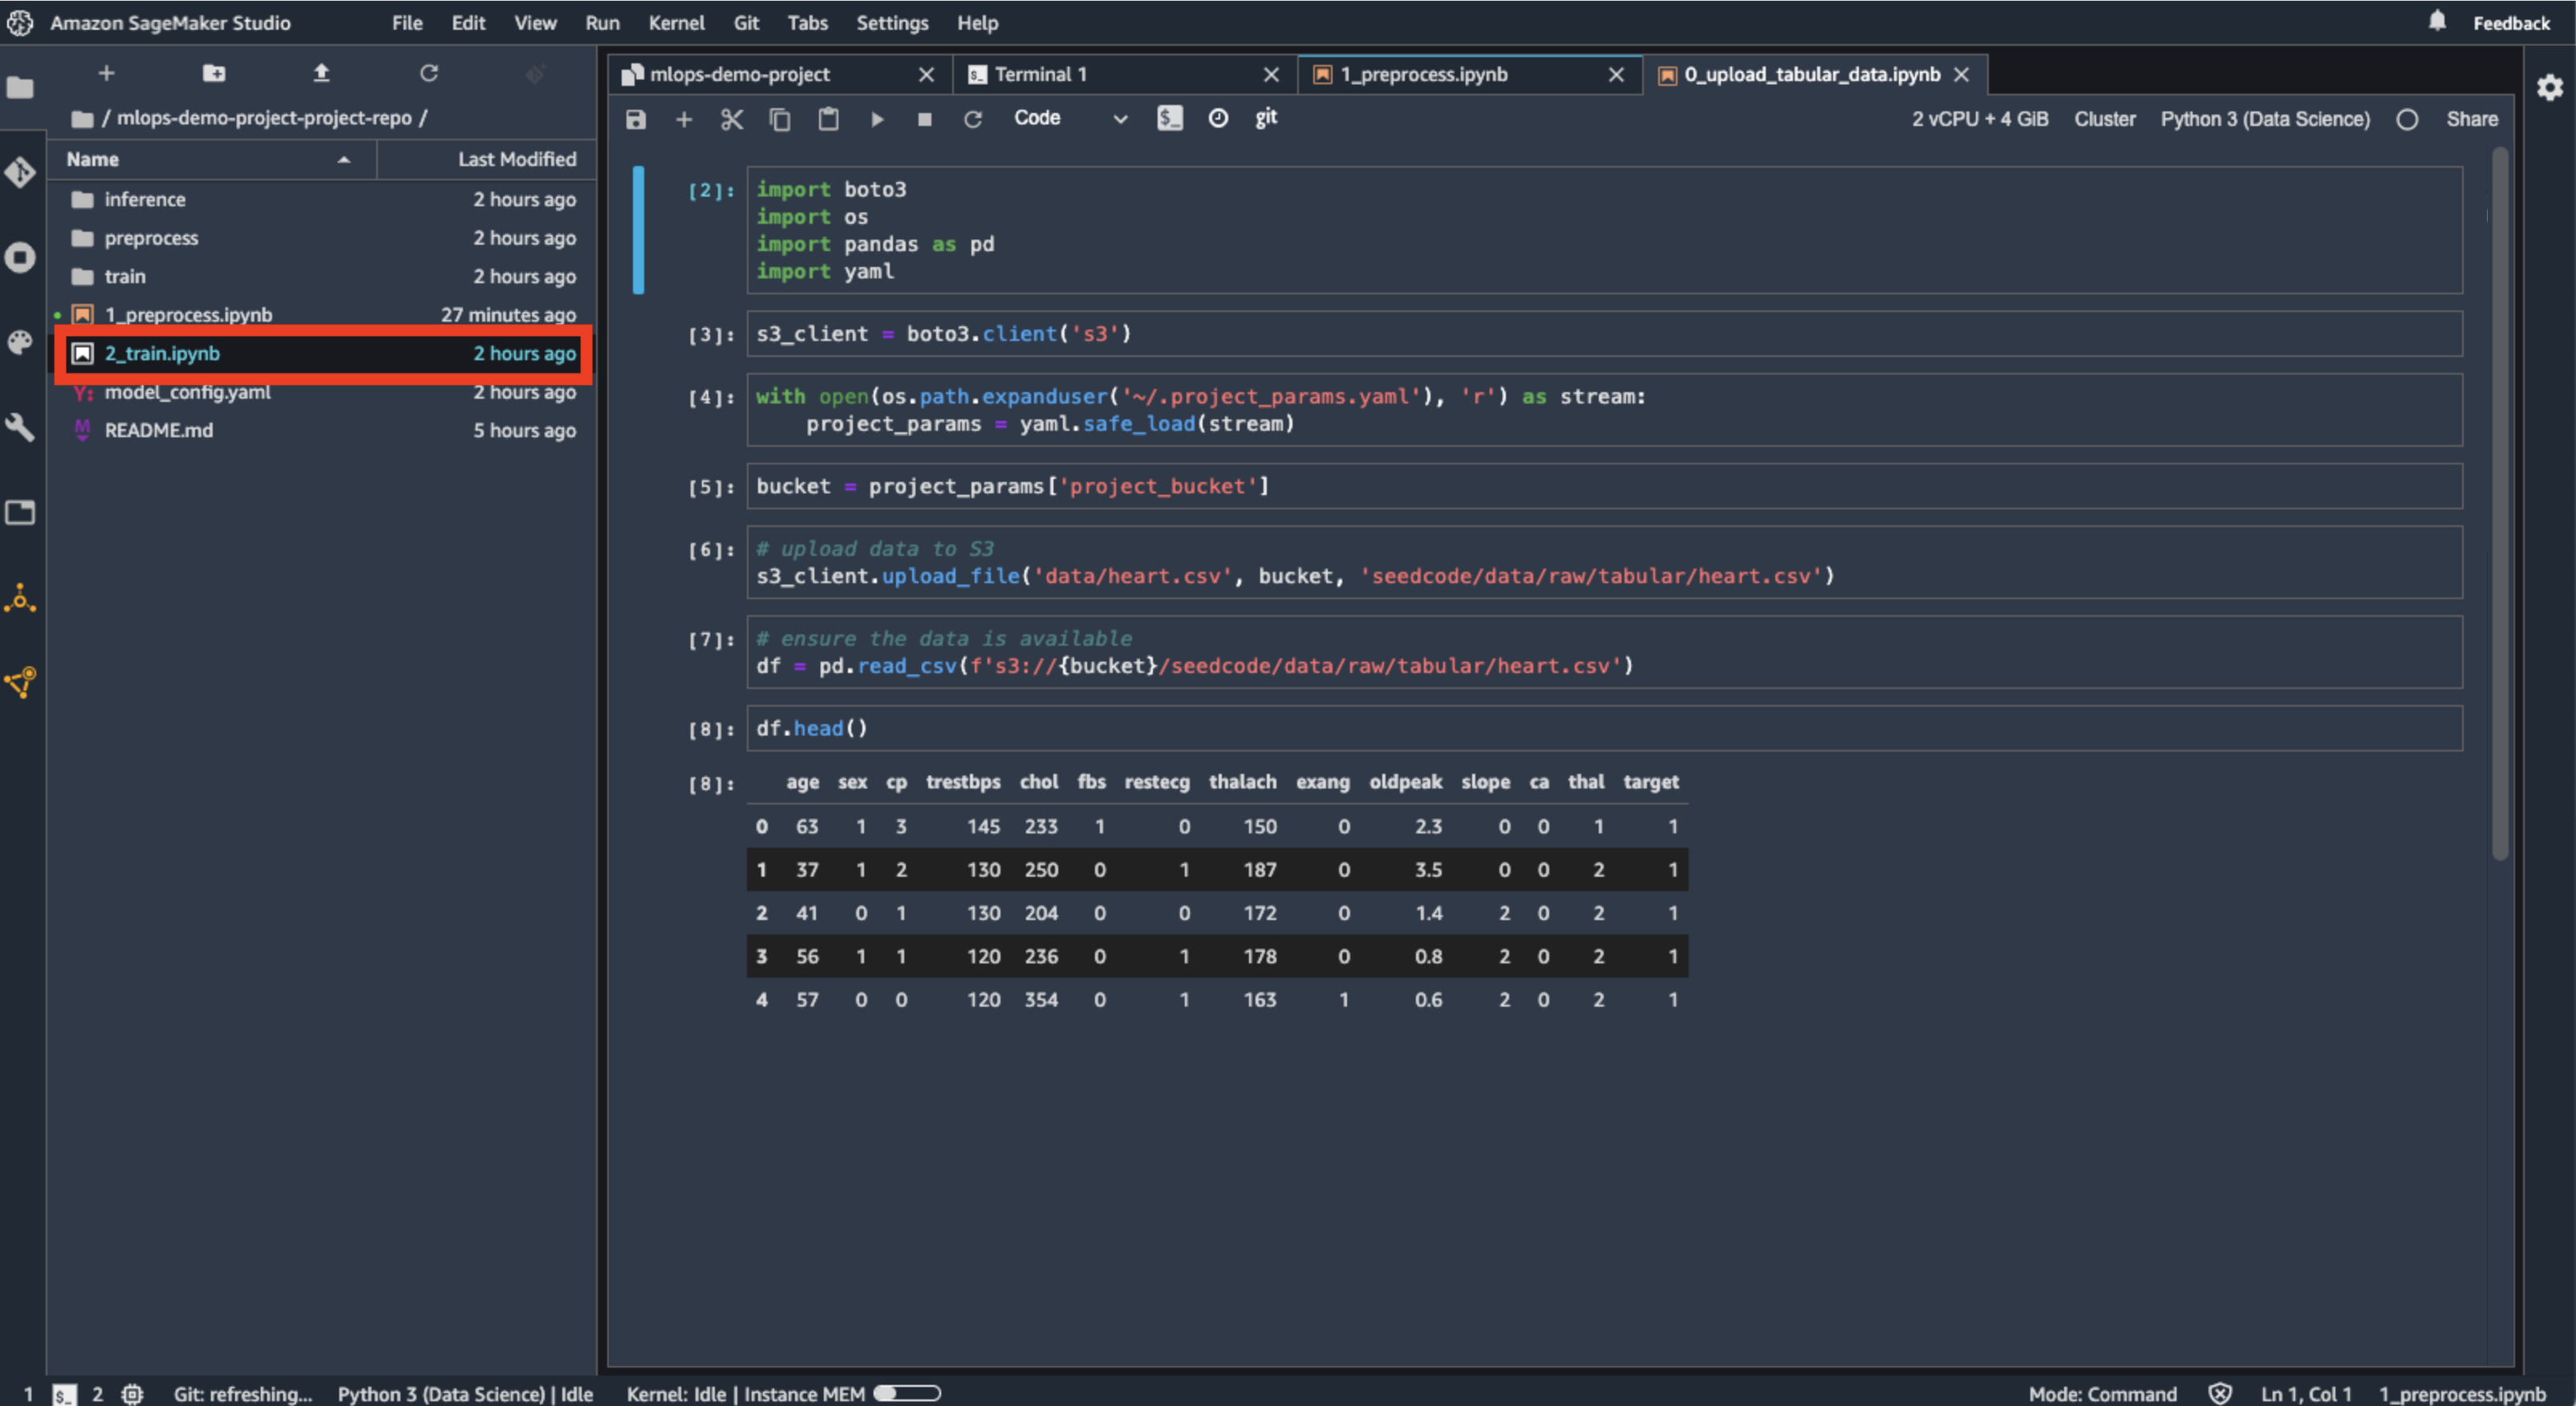 Amazon SageMaker Studio File Edit View Run Kernel Git Tabs Settings Help Feedback
/ mlops-demo-project-project-repo /
Name Last Modified
inference 2 hours ago
preprocess 2 hours ago
train 2 hours ago
1_preprocess.ipynb 27 minutes ago
2_train.ipynb 2 hours ago
Y: model_config.yaml 2 hours ago
M README.md 5 hours ago
mlops-demo-project $_ Terminal 1 1_preprocess.ipynb 0_upload_tabular_data.ipynb
Code $_ git 2 vCPU + 4 GiB Cluster Python 3 (Data Science) Share
[2]: import boto3
import os
import pandas as pd
import yaml
[3]: s3_client = boto3.client('s3')
[4]: with open(os.path.expanduser('~/.project_params.yaml'), 'r') as stream:
project_params = yaml.safe_load(stream)
[5]: bucket = project_params['project_bucket']
[6]: # upload data to S3
s3_client.upload_file('data/heart.csv', bucket, 'seedcode/data/raw/tabular/heart.csv')
[7]: # ensure the data is available
df = pd.read_csv(f's3://{bucket}/seedcode/data/raw/tabular/heart.csv')
[8]: df.head()
[8]: age sex cp trestbps chol fbs restecg thalach exang oldpeak slope ca thal target
0 63 1 3 145 233 1 0 150 0 2.3 0 0 1 1
1 37 1 2 130 250 0 1 187 0 3.5 0 0 2 1
2 41 0 1 130 204 0 0 172 0 1.4 2 0 2 1
3 56 1 1 120 236 0 1 178 0 0.8 2 0 2 1
4 57 0 0 120 354 0 1 163 1 0.6 2 0 2 1
1 $_ 2 Git: refreshing... Python 3 (Data Science) | Idle Kernel: Idle | Instance MEM Mode: Command Ln 1, Col 1 1_preprocess.ipynb